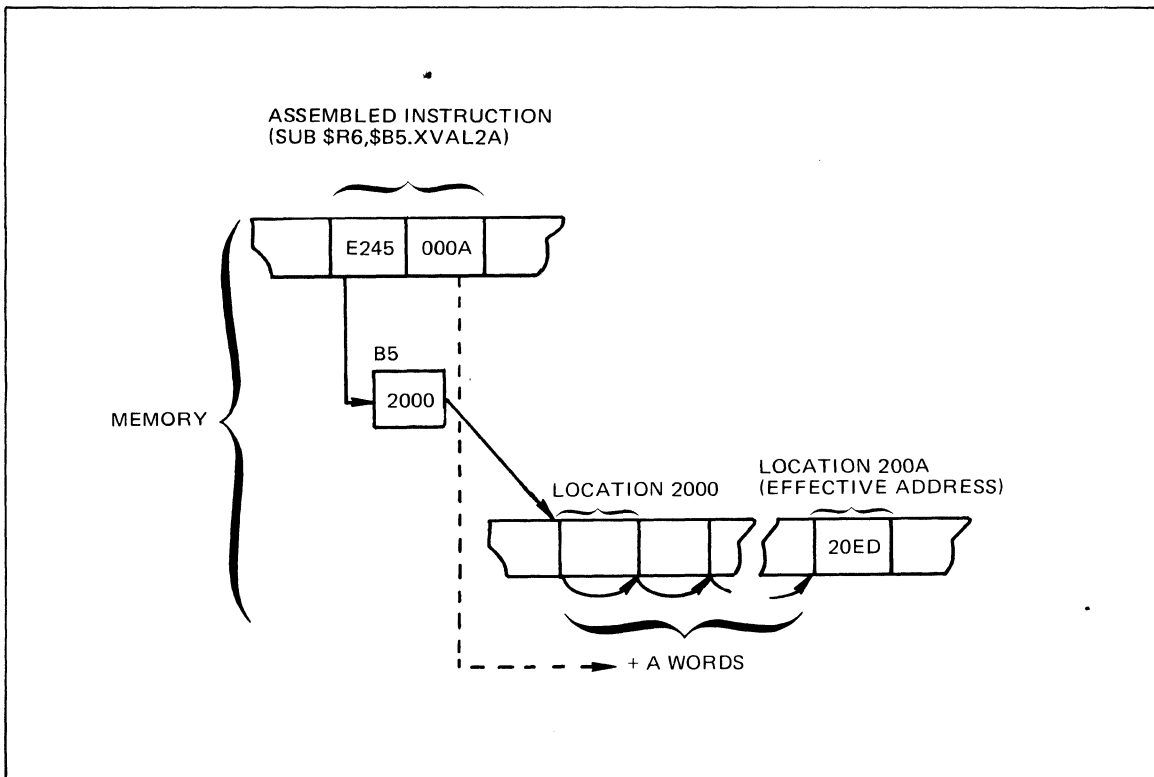 ASSEMBLED INSTRUCTION
(SUB $R6,$B5.XVAL2A)
E245 000A
B5
2000
MEMORY
LOCATION 2000
LOCATION 200A
(EFFECTIVE ADDRESS)
20ED
+ A WORDS